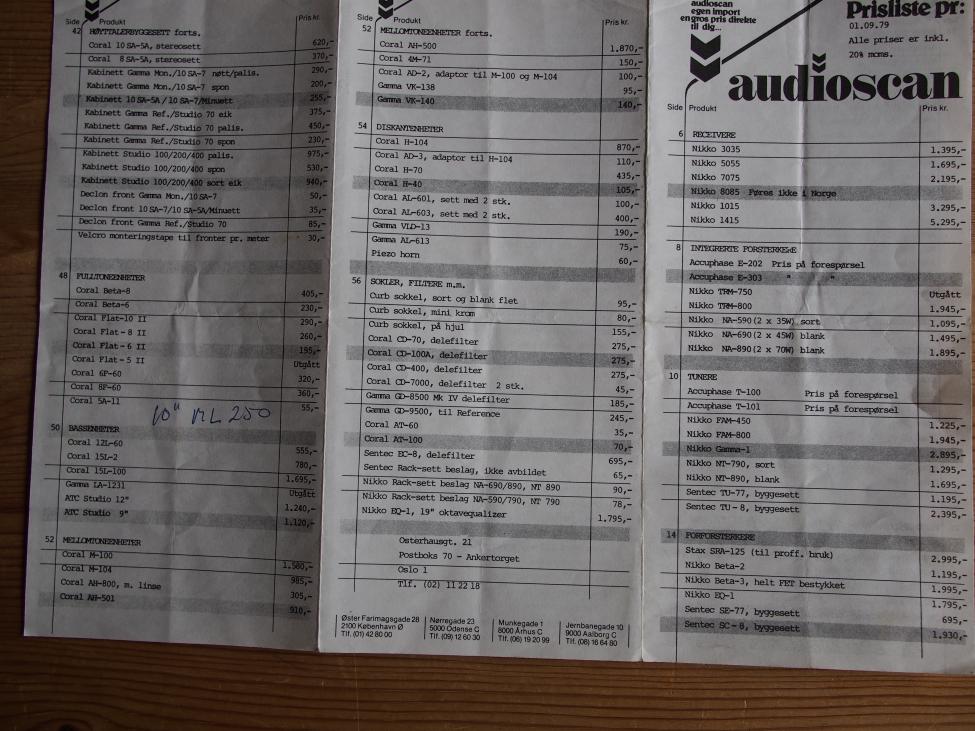 Side Produkt Pris kr.
42 HØYTTALERBYGGESETT forts.
Coral 10 SA-5A, stereosett 620,-
Coral 8 SA-5A, stereosett 370,-
Kabinett Gamma Mon./10 SA-7 nøtt/palis. 290,-
Kabinett Gamma Mon./10 SA-7 spon 200,-
Kabinett 10 SA-5A / 10 SA-7/Minuett 255,-
Kabinett Gamma Ref./Studio 70 eik 375,-
Kabinett Gamma Ref./Studio 70 palis. 450,-
Kabinett Gamma Ref./Studio 70 spon 230,-
Kabinett Studio 100/200/400 palis. 975,-
Kabinett Studio 100/200/400 spon 530,-
Kabinett Studio 100/200/400 sort eik 940,-
Declon front Gamma Mon./10 SA-7 50,-
Declon front 10 SA-7/10 SA-5A/Minuett 35,-
Declon front Gamma Ref./Studio 70 85,-
Velcro monteringstape til fronter pr. meter 30,-
48 FULLTONEENHETER
Coral Beta-8 405,-
Coral Beta-6 230,-
Coral Flat-10 II 290,-
Coral Flat-8 II 260,-
Coral Flat-6 II 195,-
Coral Flat-5 II Utgått
Coral 6F-60 320,-
Coral 8F-60 360,-
Coral 5A-11 55,-
10" ML 250
50 BASSENHETER
Coral 12L-60 555,-
Coral 15L-2 780,-
Coral 15L-100 1.695,-
Gamma LA-1231 Utgått
ATC Studio 12" 1.240,-
ATC Studio 9" 1.120,-
52 MELLOMTONEENHETER
Coral M-100 1.580,-
Coral M-104 985,-
Coral AH-800, m. linse 305,-
Coral AH-501 910,-
Side Produkt Pris kr.
52 MELLOMTONEENHETER forts.
Coral AH-500 1.870,-
Coral 4M-71 150,-
Coral AD-2, adaptor til M-100 og M-104 100,-
Gamma VK-138 95,-
Gamma VK-140 140,-
54 DISKANTENHETER
Coral H-104 870,-
Coral AD-3, adaptor til H-104 110,-
Coral H-70 435,-
Coral H-40 105,-
Coral AL-601, sett med 2 stk. 100,-
Coral AL-603, sett med 2 stk. 400,-
Gamma VLD-13 190,-
Gamma AL-613 75,-
Piezo horn 60,-
56 SOKLER, FILTERE m.m.
Curb sokkel, sort og blank flet 95,-
Curb sokkel, mini krom 80,-
Curb sokkel, på hjul 155,-
Coral CD-70, delefilter 275,-
Coral CD-100A, delefilter 275,-
Coral CD-400, delefilter 275,-
Coral CD-7000, delefilter 2 stk. 45,-
Gamma GD-8500 Mk IV delefilter 185,-
Gamma GD-9500, til Reference 245,-
Coral AT-60 35,-
Coral AT-100 70,-
Sentec EC-8, delefilter 695,-
Sentec Rack-sett beslag, ikke avbildet 65,-
Nikko Rack-sett beslag NA-690/890, NT 890 90,-
Nikko Rack-sett beslag NA-590/790, NT 790 78,-
Nikko EQ-1, 19" oktavequalizer 1.795,-
Osterhausgt. 21
Postboks 70 - Ankertorget
Oslo 1
Tlf. (02) 11 22 18
Øster Farimagsgade 28
2100 København Ø
Tlf. (01) 42 80 00
Nørregade 23
5000 Odense C
Tlf. (09) 12 60 30
Munkegade 1
8000 Århus C
Tlf. (06) 19 20 99
Jernbanegade 10
9000 Aalborg C
Tlf. (08) 16 64 80
audioscan
egen import
en gros pris direkte
til dig...
Prisliste pr:
01.09.79
Alle priser er inkl.
20% moms.
audioscan
Side Produkt Pris kr.
6 RECEIVERE
Nikko 3035 1.395,-
Nikko 5055 1.695,-
Nikko 7075 2.195,-
Nikko 8085 Føres ikke i Norge
Nikko 1015 3.295,-
Nikko 1415 5.295,-
8 INTEGRERTE FORSTERKERE
Accuphase E-202 Pris på forespørsel
Accuphase E-303 " "
Nikko TRM-750 Utgått
Nikko TRM-800 1.945,-
Nikko NA-590(2 x 35W) sort 1.095,-
Nikko NA-690(2 x 45W) blank 1.495,-
Nikko NA-890(2 x 70W) blank 1.895,-
10 TUNERE
Accuphase T-100 Pris på forespørsel
Accuphase T-101 Pris på forespørsel
Nikko FAM-450 1.225,-
Nikko FAM-800 1.945,-
Nikko Gamma-1 2.895,-
Nikko NT-790, sort 1.295,-
Nikko NT-890, blank 1.695,-
Sentec TU-77, byggesett 1.195,-
Sentec TU-8, byggesett 2.395,-
14 FORFORSTERKERE
Stax SRA-12S (til proff. bruk) 2.995,-
Nikko Beta-2 1.195,-
Nikko Beta-3, helt FET bestykket 1.995,-
Nikko EQ-1 1.795,-
Sentec SE-77, byggesett 695,-
Sentec SC-8, byggesett 1.930,-